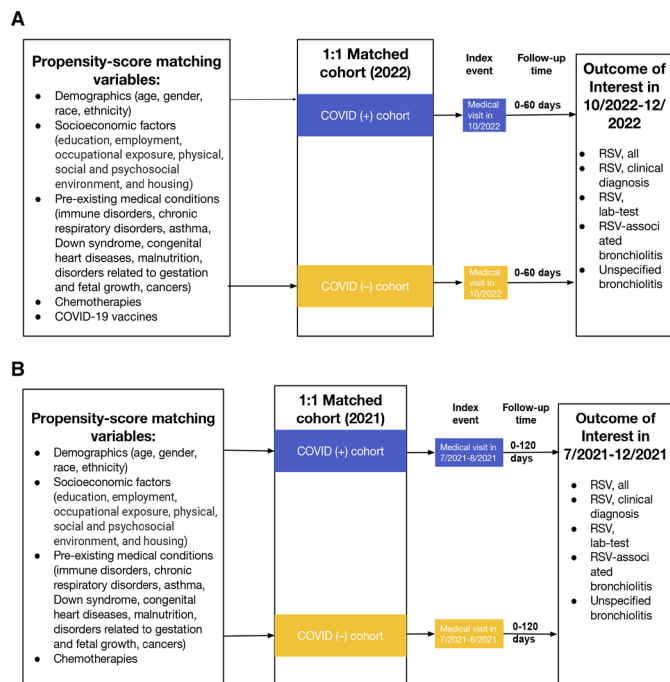 A
Propensity-score matching
variables:
● Demographics (age, gender,
race, ethnicity)
● Socioeconomic factors
(education, employment,
occupational exposure, physical,
social and psychosocial
environment, and housing)
● Pre-existing medical conditions
(immune disorders, chronic
respiratory disorders, asthma,
Down syndrome, congenital
heart diseases, malnutrition,
disorders related to gestation
and fetal growth, cancers)
● Chemotherapies
● COVID-19 vaccines
1:1 Matched
cohort (2022)
COVID (+) cohort
COVID (–) cohort
Index
event
Medical
visit in
10/2022
Medical
visit in
10/2022
Follow-up
time
0-60 days
0-60 days
Outcome of
Interest in
10/2022-12/
2022
● RSV, all
● RSV, clinical
diagnosis
● RSV,
lab-test
● RSV-associ
ated
bronchiolitis
● Unspecified
bronchiolitis
B
Propensity-score matching
variables:
● Demographics (age, gender,
race, ethnicity)
● Socioeconomic factors
(education, employment,
occupational exposure, physical,
social and psychosocial
environment, and housing)
● Pre-existing medical conditions
(immune disorders, chronic
respiratory disorders, asthma,
Down syndrome, congenital
heart diseases, malnutrition,
disorders related to gestation
and fetal growth, cancers)
● Chemotherapies
1:1 Matched
cohort (2021)
COVID (+) cohort
COVID (–) cohort
Index
event
Medical visit in
7/2021-8/2021
Medical visit in
7/2021-8/2021
Follow-up
time
0-120
days
0-120
days
Outcome of
Interest in
7/2021-12/2021
● RSV, all
● RSV, clinical
diagnosis
● RSV,
lab-test
● RSV-associ
ated
bronchiolitis
● Unspecified
bronchiolitis